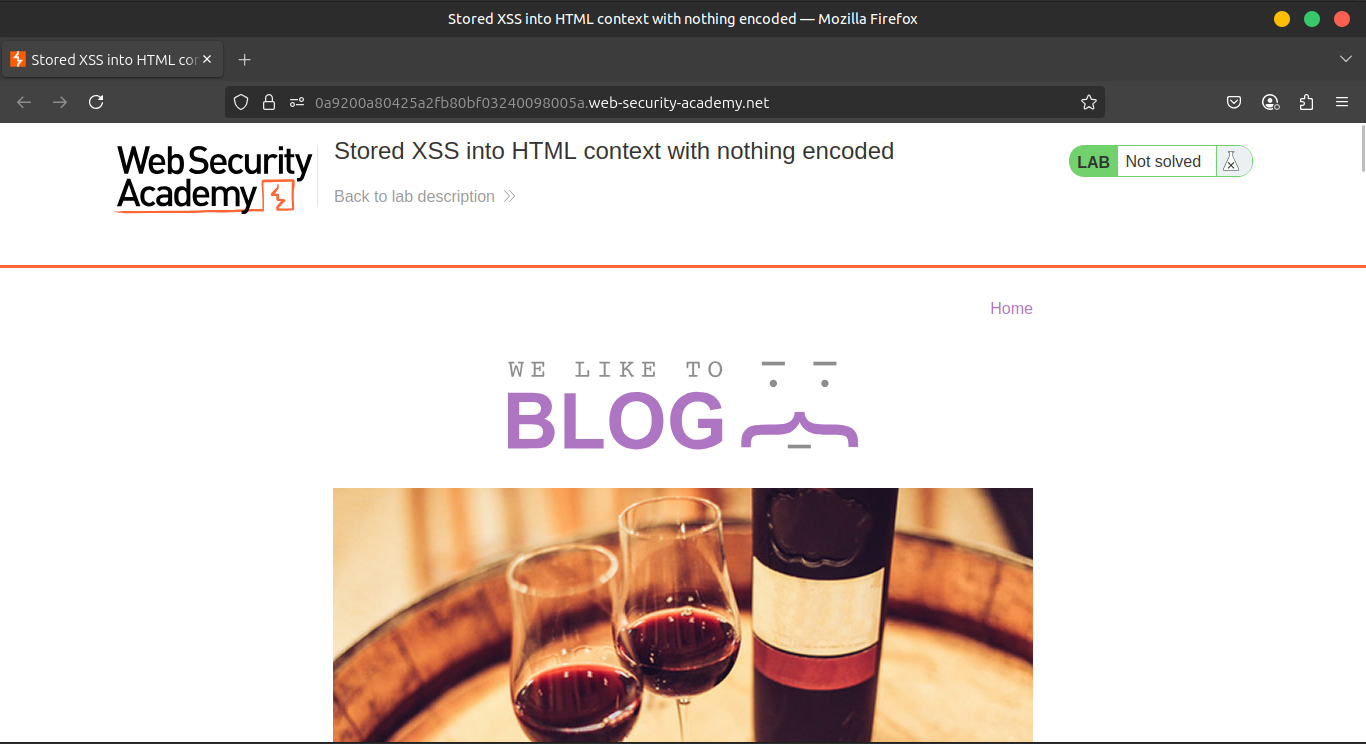 Stored XSS into HTML context with nothing encoded — Mozilla Firefox
Stored XSS into HTML con
0a9200a80425a2fb80bf03240098005a.web-security-academy.net
Web Security
Academy
Stored XSS into HTML context with nothing encoded
Back to lab description
LAB Not solved
Home
WE LIKE TO
BLOG